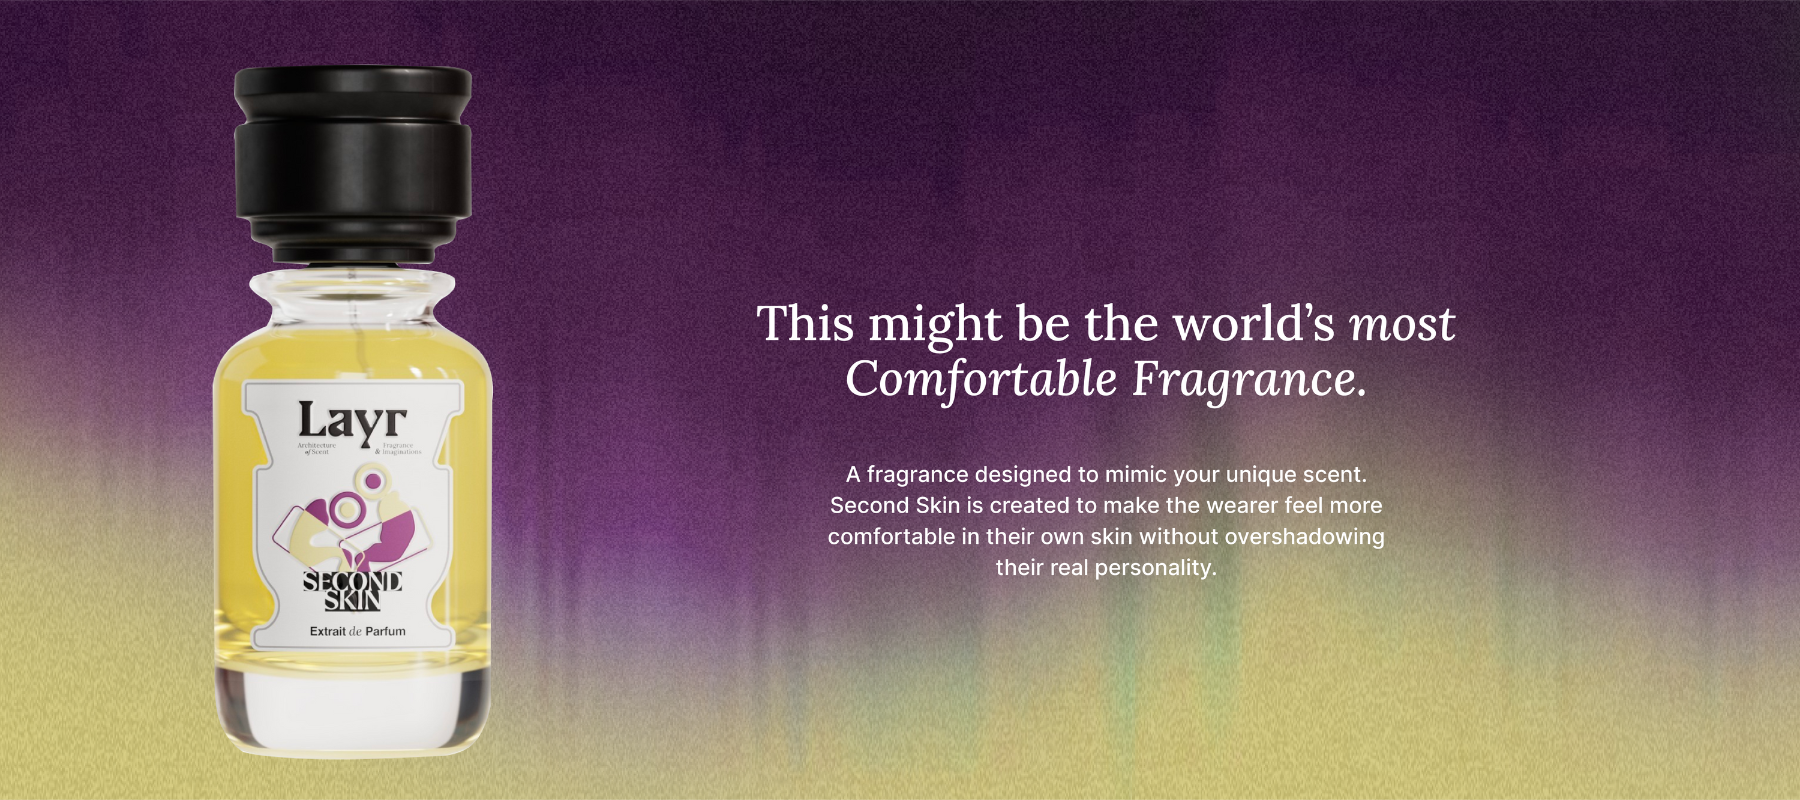 Layr
Architecture of Scent
Fragrance & Imaginations
SECOND
SKIN
Extrait de Parfum
This might be the world’s most
Comfortable Fragrance.
A fragrance designed to mimic your unique scent.
Second Skin is created to make the wearer feel more
comfortable in their own skin without overshadowing
their real personality.